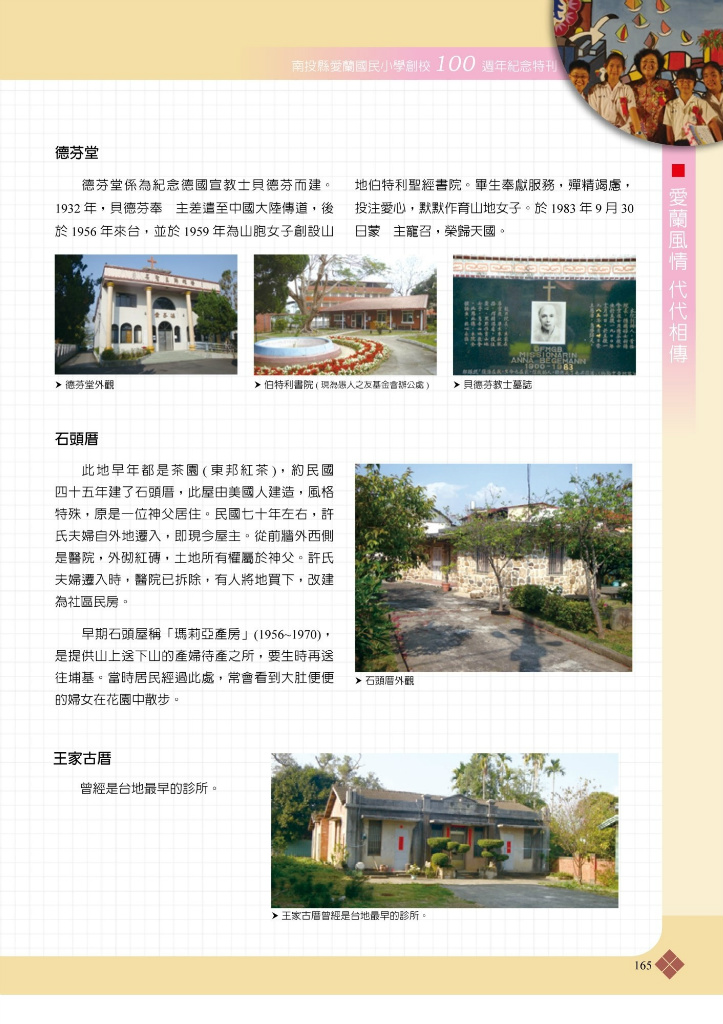 南投縣愛蘭國民小學創校 100 週年紀念特刊
■ 愛蘭風情 代代相傳
德芬堂
德芬堂係為紀念德國宣教士貝德芬而建。
1932 年,貝德芬奉 主差遣至中國大陸傳道,後
於 1956 年來台,並於 1959 年為山胞女子創設山
地伯特利聖經書院。畢生奉獻服務,殫精竭慮,
投注愛心,默默作育山地女子。於 1983 年 9 月 30
日蒙 主寵召,榮歸天國。
DFMGB
MISSIONARIN
ANNA BEGEMANN
1900-1983
➤ 德芬堂外觀
➤ 伯特利書院 ( 現為愚人之友基金會辦公處 )
➤ 貝德芬教士墓誌
石頭厝
此地早年都是茶園 ( 東邦紅茶 ),約民國
四十五年建了石頭厝,此屋由美國人建造,風格
特殊,原是一位神父居住。民國七十年左右,許
氏夫婦自外地遷入,即現今屋主。從前牆外西側
是醫院,外砌紅磚,土地所有權屬於神父。許氏
夫婦遷入時,醫院已拆除,有人將地買下,改建
為社區民房。
早期石頭屋稱「瑪莉亞產房」(1956~1970),
是提供山上送下山的產婦待產之所,要生時再送
往埔基。當時居民經過此處,常會看到大肚便便
的婦女在花園中散步。
➤ 石頭厝外觀
王家古厝
曾經是台地最早的診所。
➤ 王家古厝曾經是台地最早的診所。
165